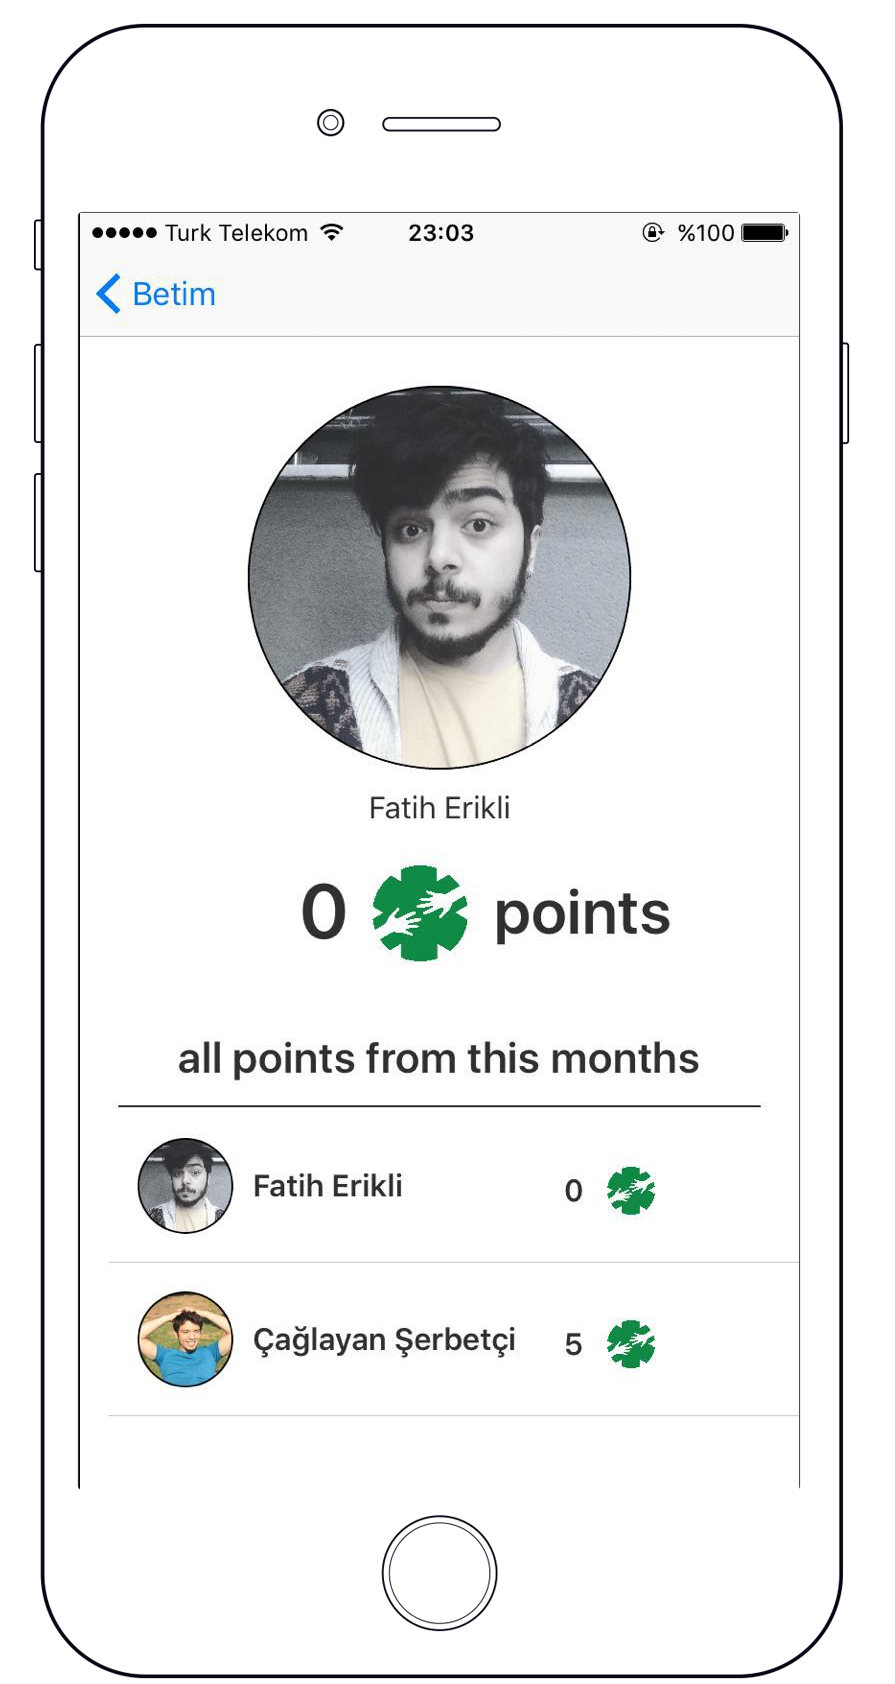 Turk Telekom 23:03 %100
Betim
Fatih Erikli
0 points
all points from this months
Fatih Erikli 0
Çağlayan Şerbetçi 5